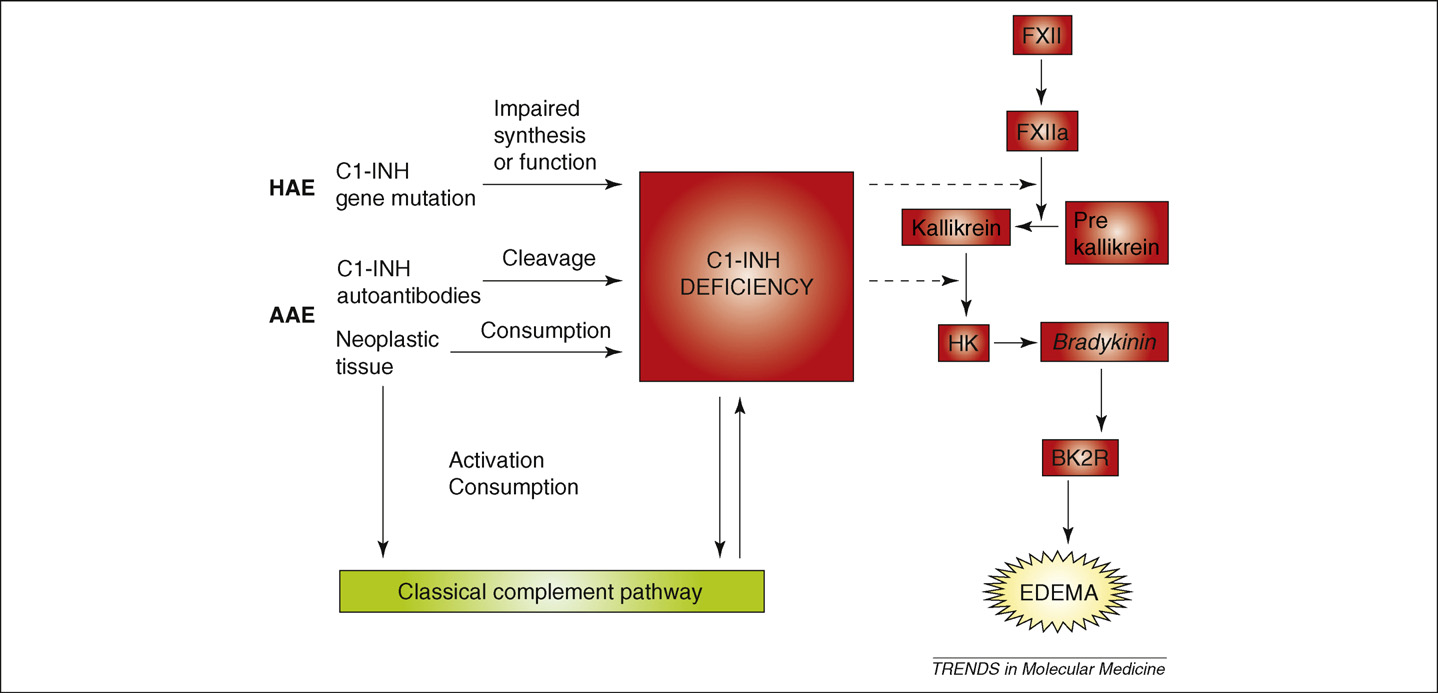 FXII
FXIIa
Impaired
synthesis
or function
HAE
C1-INH
gene mutation
Kallikrein
Pre
kallikrein
C1-INH
DEFICIENCY
Cleavage
C1-INH
autoantibodies
AAE
Consumption
Neoplastic
tissue
HK
Bradykinin
BK2R
Activation
Consumption
Classical complement pathway
EDEMA
TRENDS in Molecular Medicine